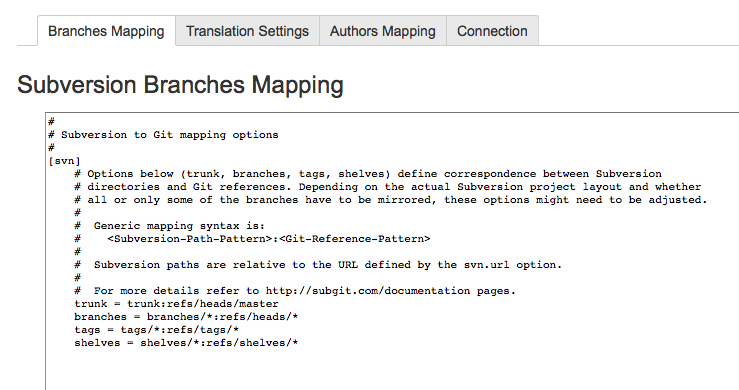 Branches Mapping
Translation Settings
Authors Mapping
Connection
Subversion Branches Mapping
#
# Subversion to Git mapping options
#
[svn]
# Options below (trunk, branches, tags, shelves) define correspondence between Subversion
# directories and Git references. Depending on the actual Subversion project layout and whether
# all or only some of the branches have to be mirrored, these options might need to be adjusted.
#
#  Generic mapping syntax is:
#    <Subversion-Path-Pattern>:<Git-Reference-Pattern>
#
#  Subversion paths are relative to the URL defined by the svn.url option.
#
#  For more details refer to http://subgit.com/documentation pages.
trunk = trunk:refs/heads/master
branches = branches/*:refs/heads/*
tags = tags/*:refs/tags/*
shelves = shelves/*:refs/shelves/*